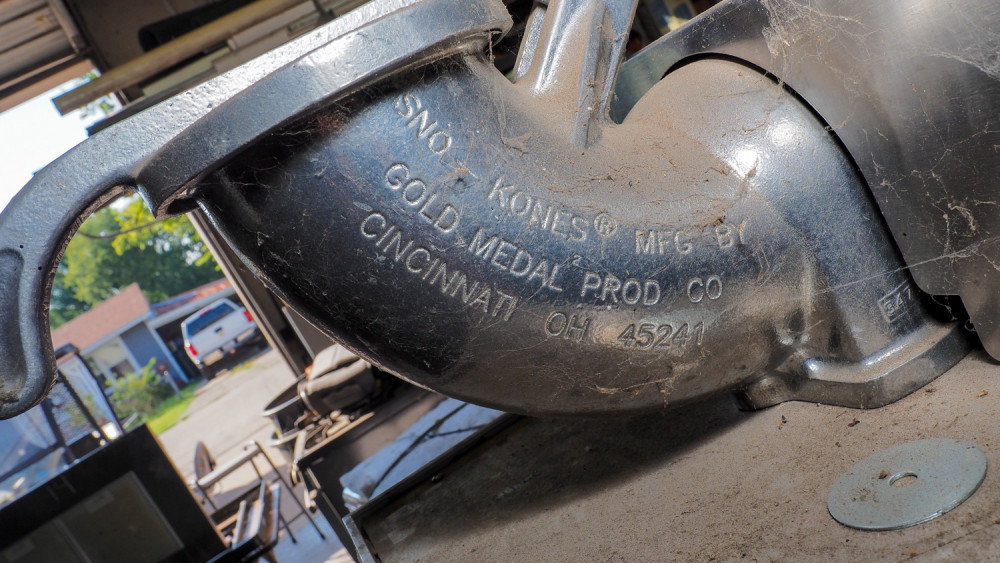 SNO. - KONES® MFG BY
GOLD MEDAL PROD CO
CINCINNATI OH 45241